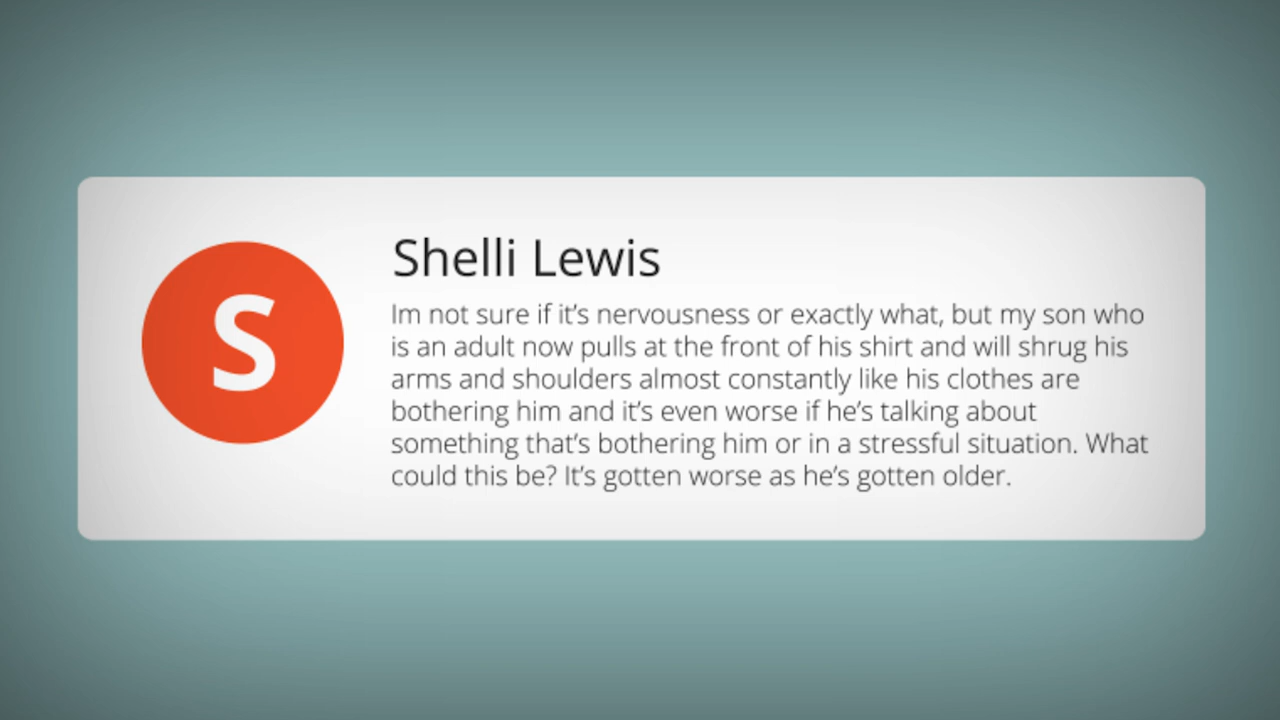 S
Shelli Lewis
Im not sure if it’s nervousness or exactly what, but my son who
is an adult now pulls at the front of his shirt and will shrug his
arms and shoulders almost constantly like his clothes are
bothering him and it’s even worse if he’s talking about
something that’s bothering him or in a stressful situation. What
could this be? It’s gotten worse as he’s gotten older.